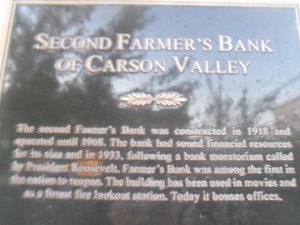 SECOND FARMER'S BANK
OF CARSON VALLEY
The second Farmer's Bank was constructed in 1918 and
operated until 1968. The bank had sound financial resources
for its size and in 1933, following a bank moratorium called
by President Roosevelt, Farmer's Bank was among the first in
the nation to reopen. The building has been used in movies and
as a forest fire lookout station. Today it houses offices.